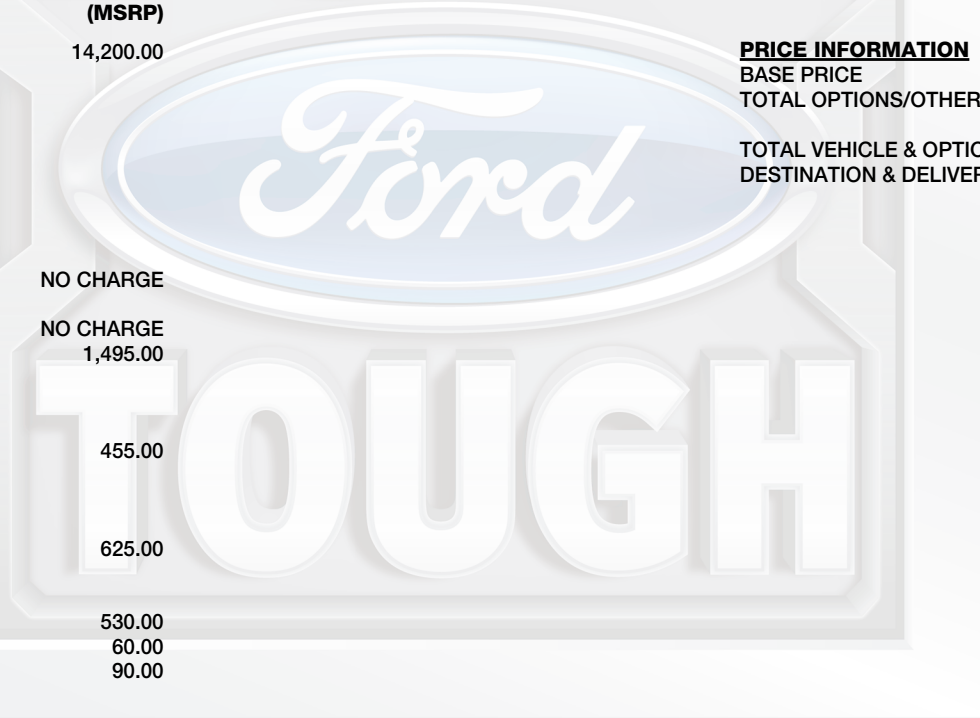 (MSRP)
14,200.00
NO CHARGE
NO CHARGE
1,495.00
455.00
625.00
530.00
60.00
90.00
PRICE INFORMATION
BASE PRICE
TOTAL OPTIONS/OTHER
TOTAL VEHICLE & OPTIO
DESTINATION & DELIVER
Ford
TOUGH